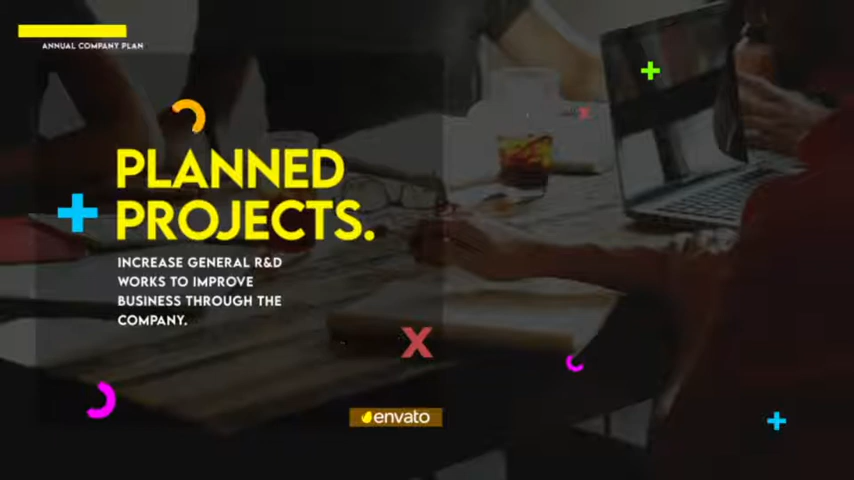 ANNUAL COMPANY PLAN
PLANNED
PROJECTS.
INCREASE GENERAL R&D
WORKS TO IMPROVE
BUSINESS THROUGH THE
COMPANY.
envato